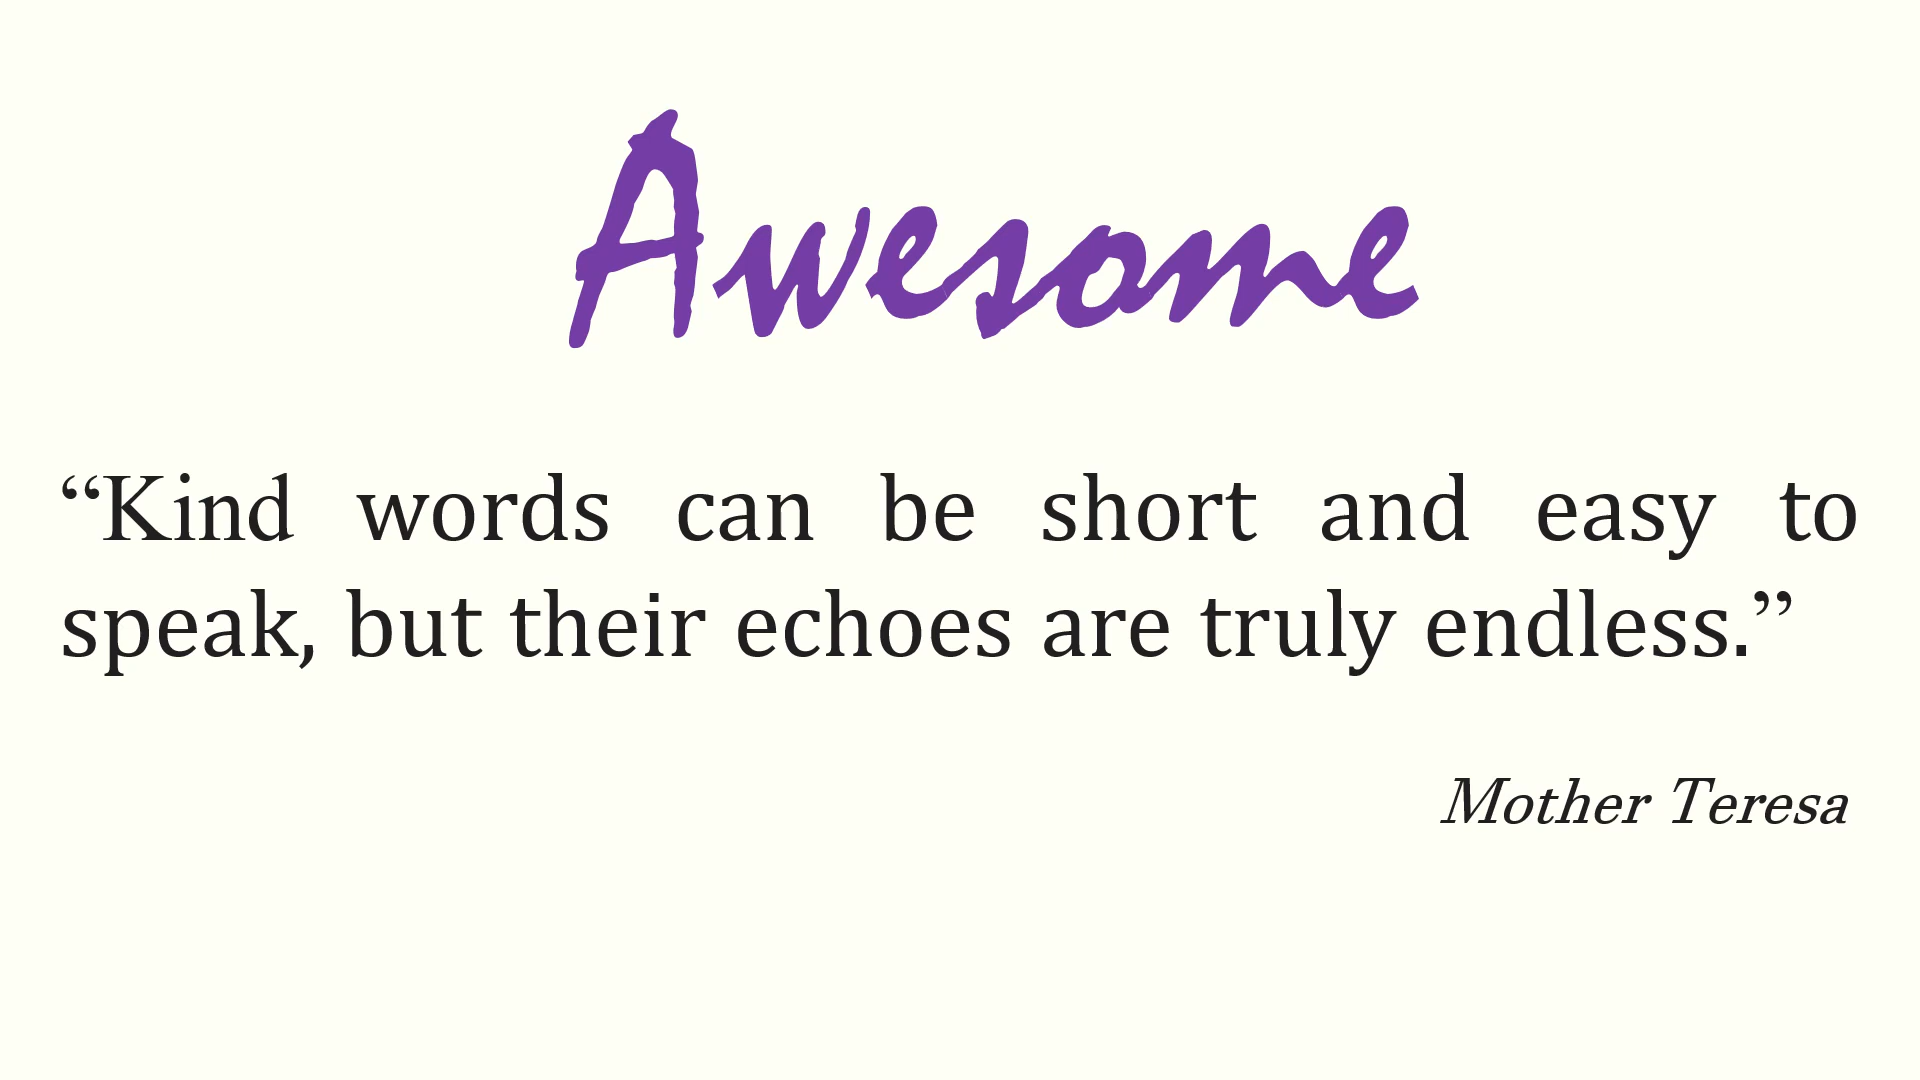 Awesome
“Kind words can be short and easy to
speak, but their echoes are truly endless.”
Mother Teresa